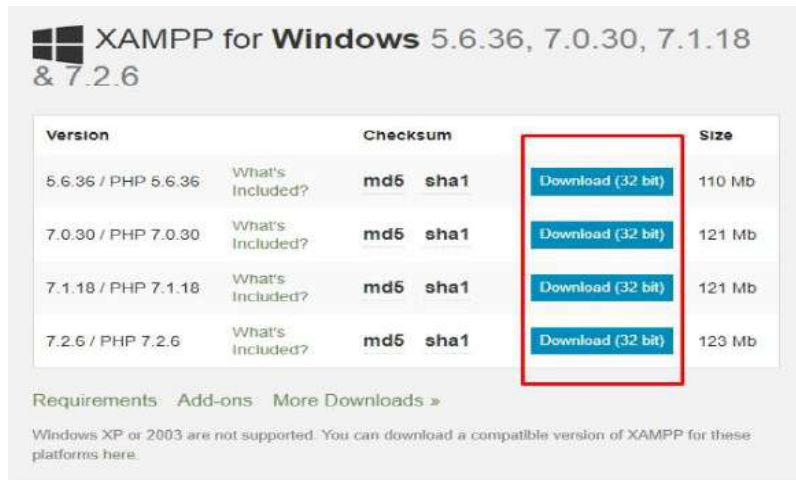 XAMPP for Windows 5.6.36, 7.0.30, 7.1.18
& 7.2.6
Version Checksum Size
5.6.36 / PHP 5.6.36 What's Included? md5 sha1 Download (32 bit) 110 Mb
7.0.30 / PHP 7.0.30 What's Included? md5 sha1 Download (32 bit) 121 Mb
7.1.18 / PHP 7.1.18 What's Included? md5 sha1 Download (32 bit) 121 Mb
7.2.6 / PHP 7.2.6 What's Included? md5 sha1 Download (32 bit) 123 Mb
Requirements Add-ons More Downloads »
Windows XP or 2003 are not supported. You can download a compatible version of XAMPP for these
platforms here.